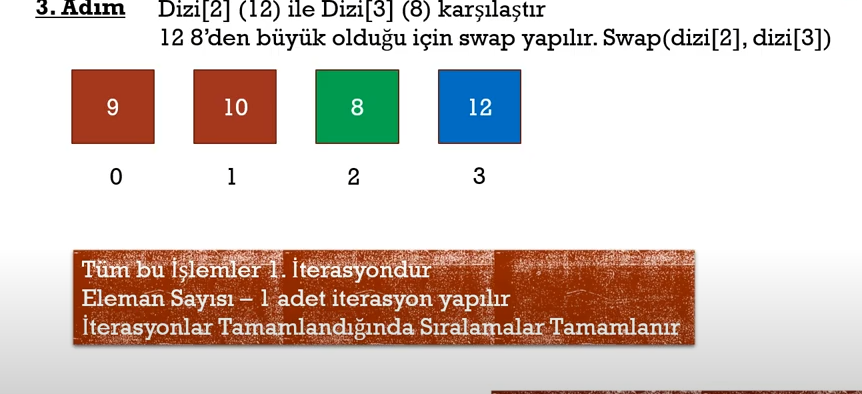 3. Adım Dizi[2] (12) ile Dizi[3] (8) karşılaştır
12 8’den büyük olduğu için swap yapılır. Swap(dizi[2], dizi[3])
9 10 8 12
0 1 2 3
Tüm bu İşlemler 1. İterasyondur
Eleman Sayısı – 1 adet iterasyon yapılır
İterasyonlar Tamamlandığında Sıralamalar Tamamlanır